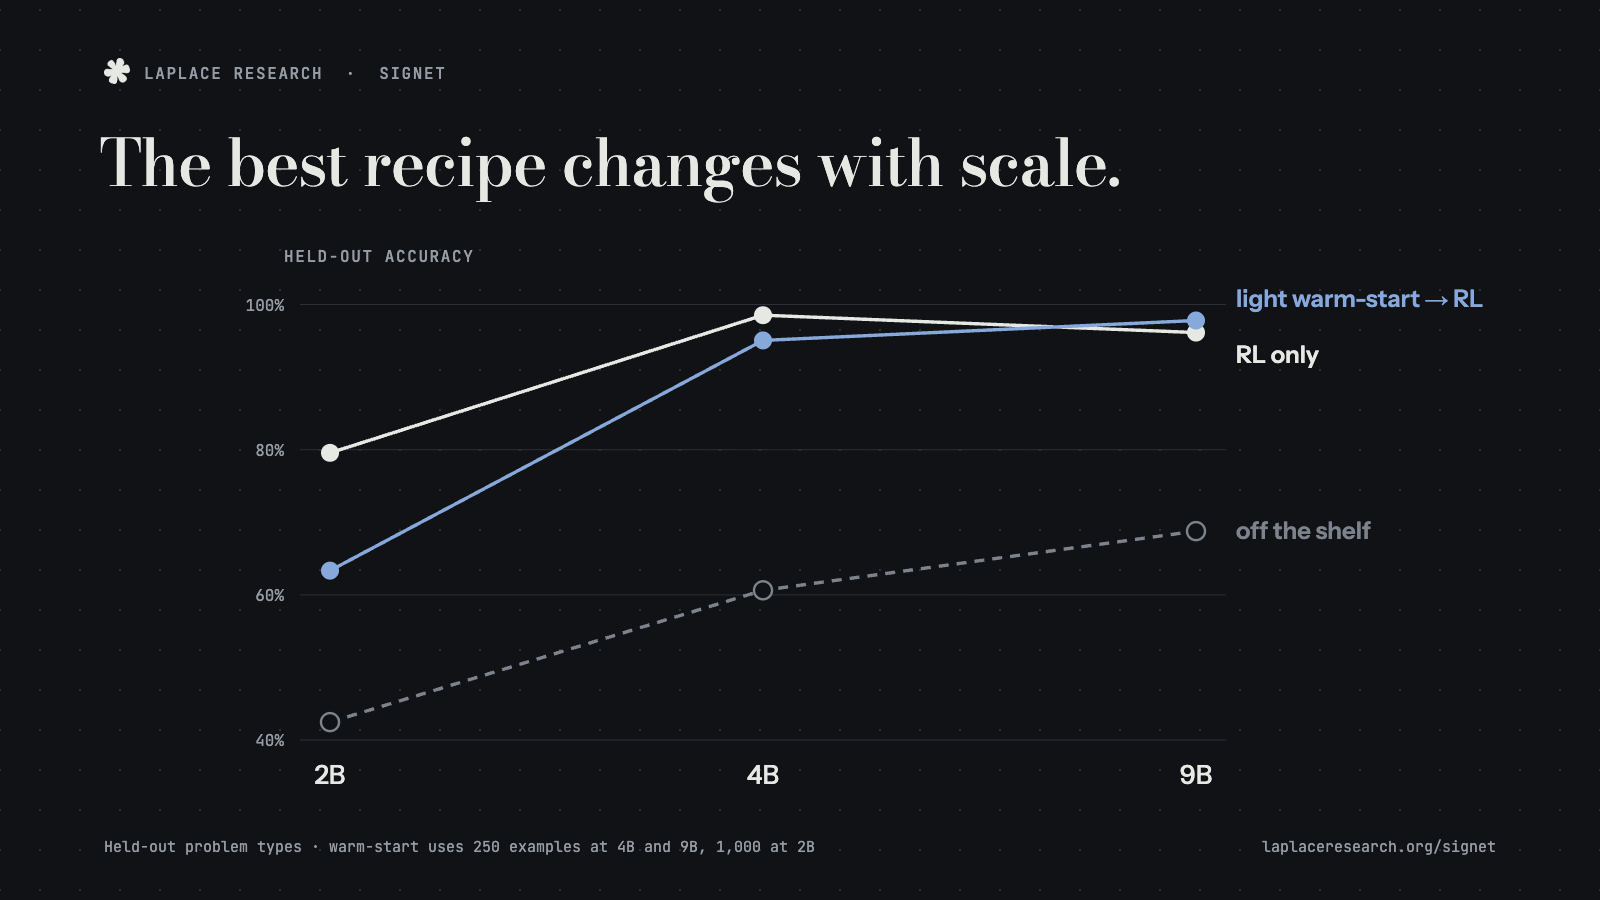 LAPLACE RESEARCH · SIGNET
The best recipe changes with scale.
HELD-OUT ACCURACY
100%
light warm-start → RL
RL only
80%
off the shelf
60%
40%
2B 4B 9B
Held-out problem types · warm-start uses 250 examples at 4B and 9B, 1,000 at 2B
laplaceresearch.org/signet